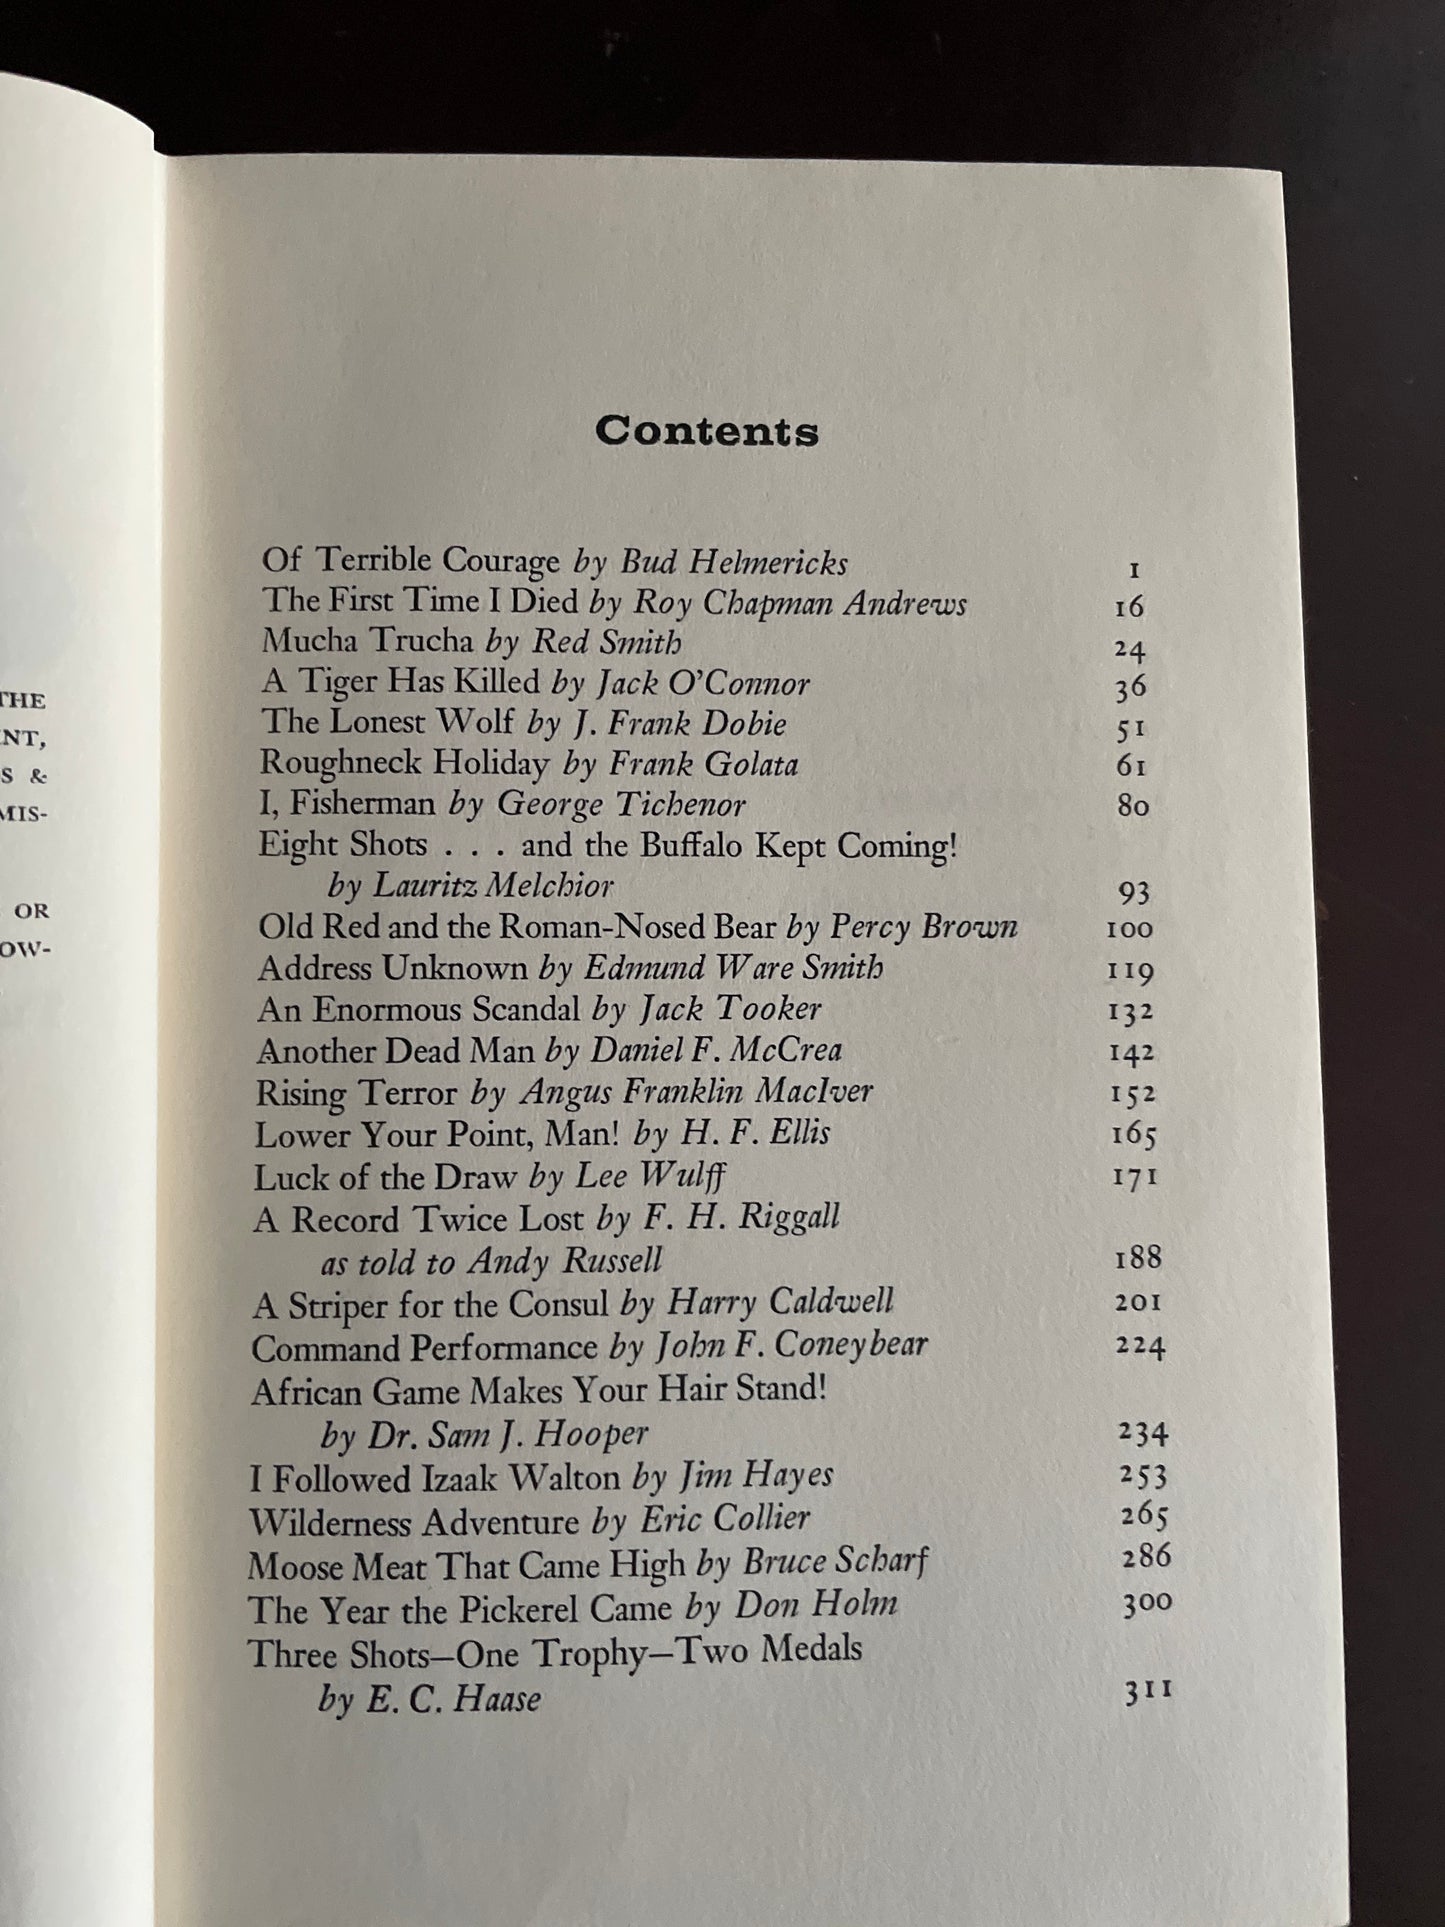 THE
NT,
S &
MIS-
OR
OW-
Contents
Of Terrible Courage by Bud Helmericks 1
The First Time I Died by Roy Chapman Andrews 16
Mucha Trucha by Red Smith 24
A Tiger Has Killed by Jack O'Connor 36
The Lonest Wolf by J. Frank Dobie 51
Roughneck Holiday by Frank Golata 61
I, Fisherman by George Tichenor 80
Eight Shots . . . and the Buffalo Kept Coming!
by Lauritz Melchior 93
Old Red and the Roman-Nosed Bear by Percy Brown 100
Address Unknown by Edmund Ware Smith 119
An Enormous Scandal by Jack Tooker 132
Another Dead Man by Daniel F. McCrea 142
Rising Terror by Angus Franklin MacIver 152
Lower Your Point, Man! by H. F. Ellis 165
Luck of the Draw by Lee Wulff 171
A Record Twice Lost by F. H. Riggall
as told to Andy Russell 188
A Striper for the Consul by Harry Caldwell 201
Command Performance by John F. Coneybear 224
African Game Makes Your Hair Stand!
by Dr. Sam J. Hooper 234
I Followed Izaak Walton by Jim Hayes 253
Wilderness Adventure by Eric Collier 265
Moose Meat That Came High by Bruce Scharf 286
The Year the Pickerel Came by Don Holm 300
Three Shots—One Trophy—Two Medals
by E. C. Haase 311